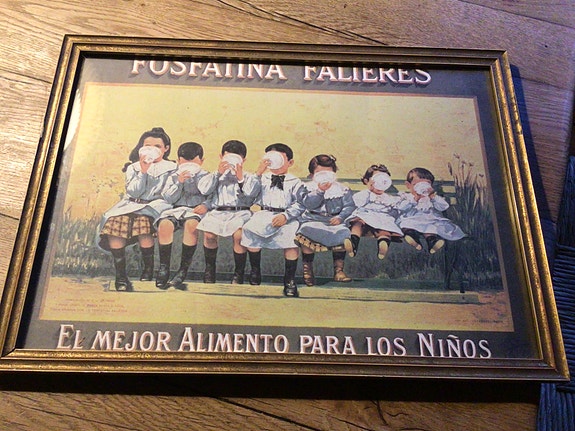 FOSFATINA FALIERES
EL MEJOR ALIMENTO PARA LOS NIÑOS